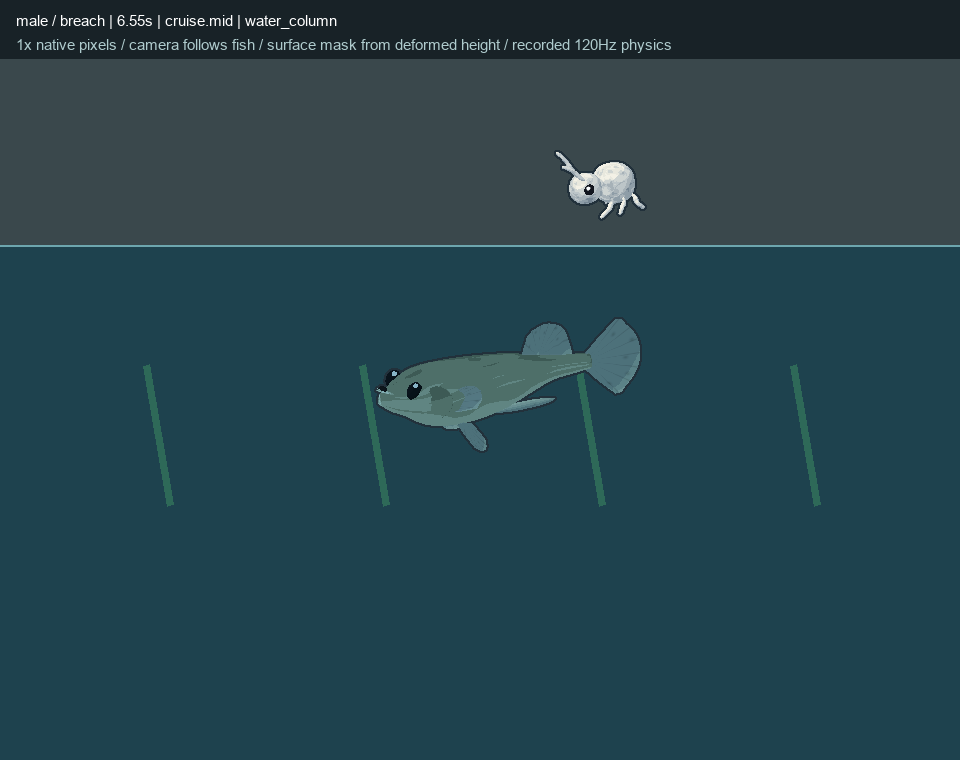 male / breach | 6.55s | cruise.mid | water_column
1x native pixels / camera follows fish / surface mask from deformed height / recorded 120Hz physics